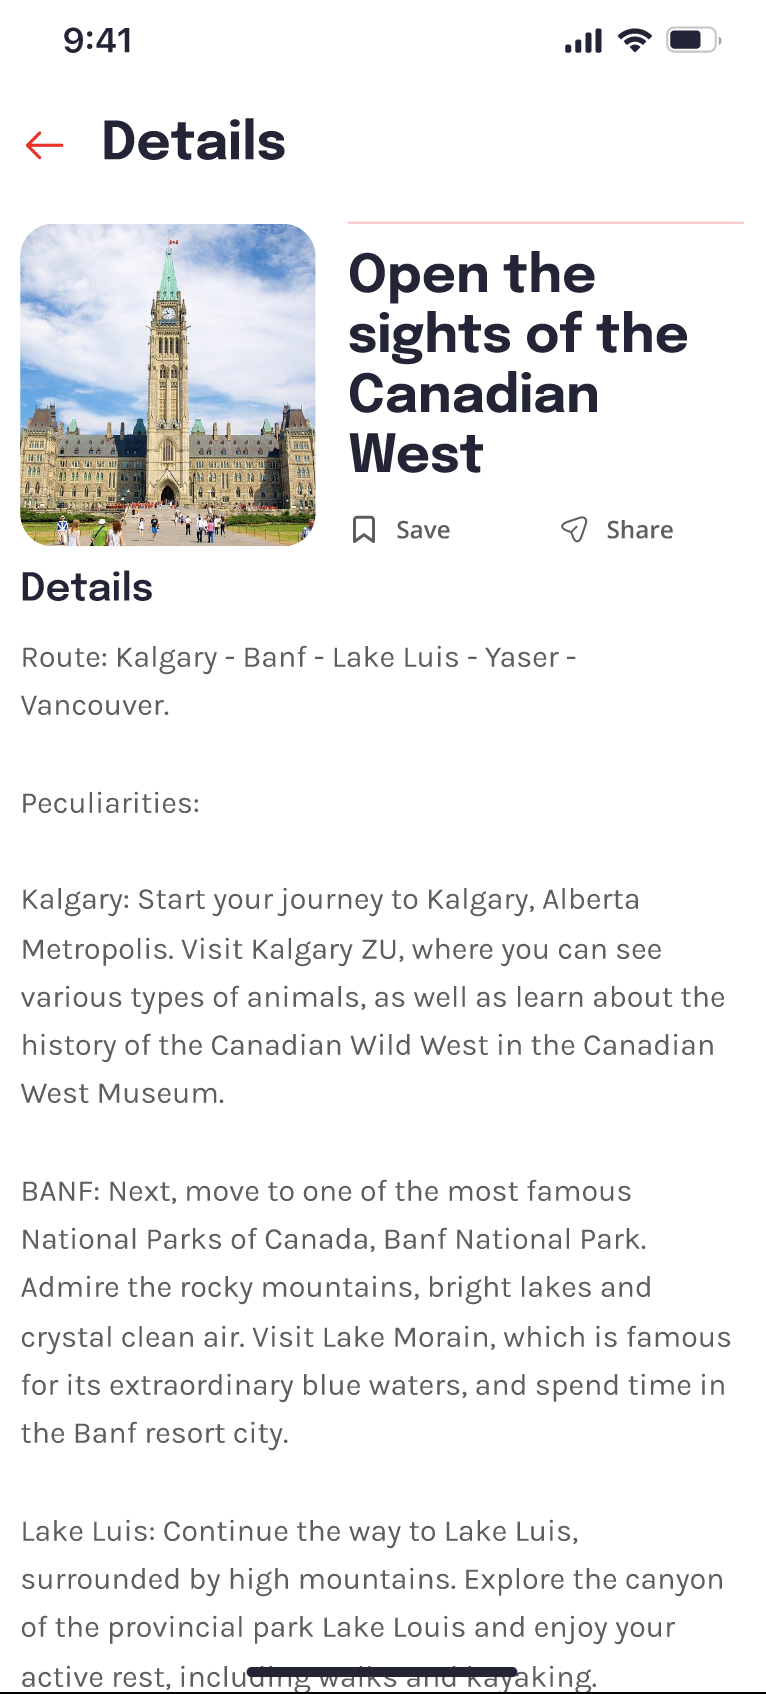 9:41
Details
Open the
sights of the
Canadian
West
Save
Share
Details
Route: Kalgary - Banf - Lake Luis - Yaser -
Vancouver.
Peculiarities:
Kalgary: Start your journey to Kalgary, Alberta
Metropolis. Visit Kalgary ZU, where you can see
various types of animals, as well as learn about the
history of the Canadian Wild West in the Canadian
West Museum.
BANF: Next, move to one of the most famous
National Parks of Canada, Banf National Park.
Admire the rocky mountains, bright lakes and
crystal clean air. Visit Lake Morain, which is famous
for its extraordinary blue waters, and spend time in
the Banf resort city.
Lake Luis: Continue the way to Lake Luis,
surrounded by high mountains. Explore the canyon
of the provincial park Lake Louis and enjoy your
active rest, including walks and kayaking.